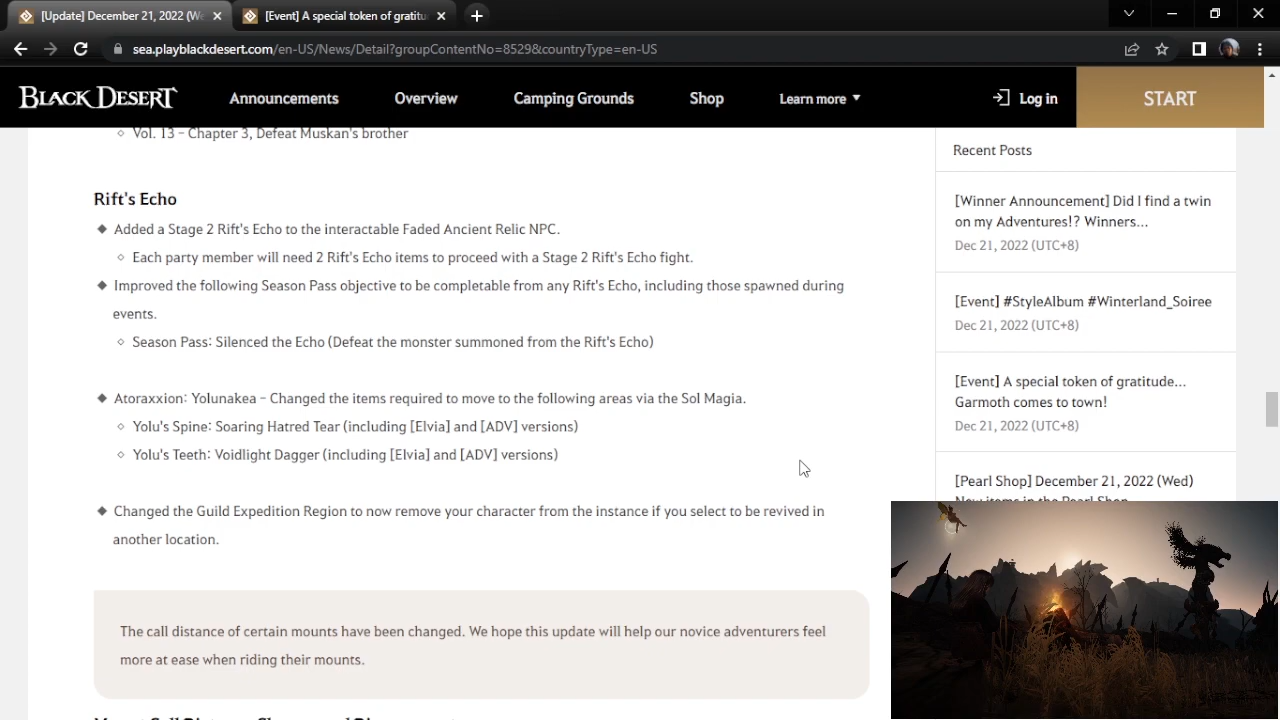 [Update] December 21, 2022 (We
[Event] A special token of gratitu
sea.playblackdesert.com/en-US/News/Detail?groupContentNo=8529&countryType=en-US
BLACK DESERT
Announcements
Overview
Camping Grounds
Shop
Learn more
Log in
START
Vol. 13 - Chapter 3, Defeat Muskan's brother
Rift's Echo
Added a Stage 2 Rift's Echo to the interactable Faded Ancient Relic NPC.
Each party member will need 2 Rift's Echo items to proceed with a Stage 2 Rift's Echo fight.
Improved the following Season Pass objective to be completable from any Rift's Echo, including those spawned during
events.
Season Pass: Silenced the Echo (Defeat the monster summoned from the Rift's Echo)
Atoraxxion: Yolunakea - Changed the items required to move to the following areas via the Sol Magia.
Yolu's Spine: Soaring Hatred Tear (including [Elvia] and [ADV] versions)
Yolu's Teeth: Voidlight Dagger (including [Elvia] and [ADV] versions)
Changed the Guild Expedition Region to now remove your character from the instance if you select to be revived in
another location.
The call distance of certain mounts have been changed. We hope this update will help our novice adventurers feel
more at ease when riding their mounts.
Recent Posts
[Winner Announcement] Did I find a twin
on my Adventures!? Winners...
Dec 21, 2022 (UTC+8)
[Event] #StyleAlbum #Winterland_Soiree
Dec 21, 2022 (UTC+8)
[Event] A special token of gratitude...
Garmoth comes to town!
Dec 21, 2022 (UTC+8)
[Pearl Shop] December 21, 2022 (Wed)
New items in the Pearl Shop